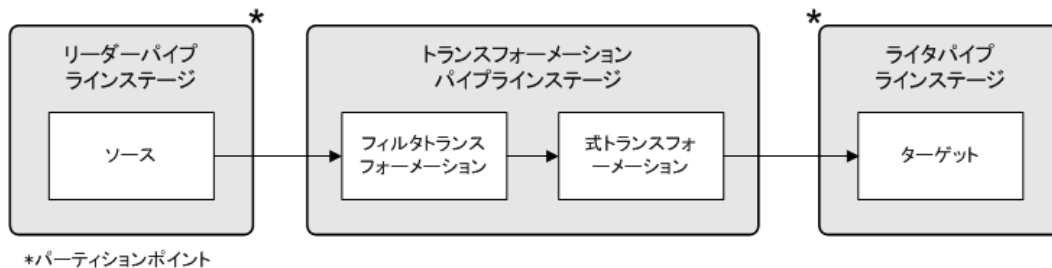 *
*
リーダーパイプ
ラインステージ
ソース
トランスフォーメーション
パイプラインステージ
フィルタトランス
フォーメーション
式トランスフォ
ーメーション
ライタパイプ
ラインステージ
ターゲット
*パーティションポイント